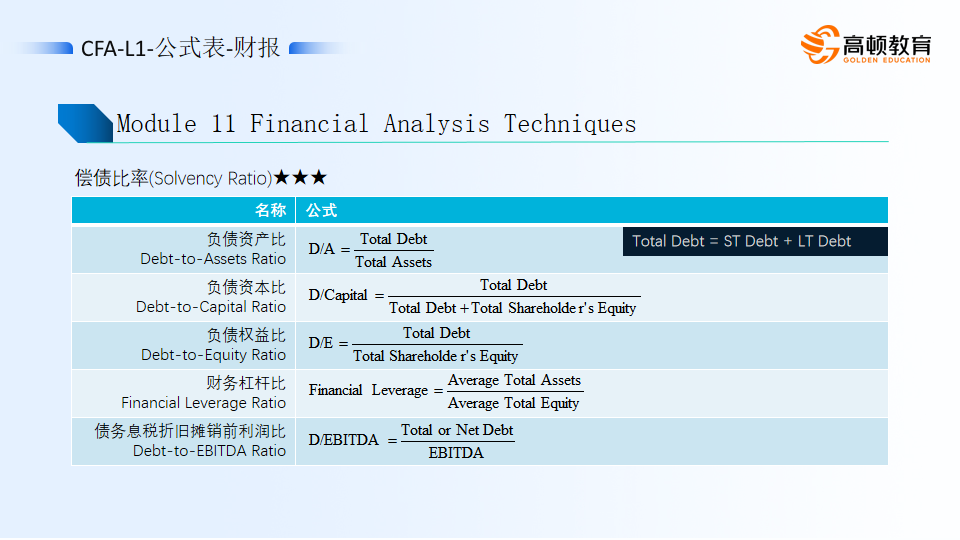 CFA-L1-公式表-财报
高顿教育
GOLDEN EDUCATION
Module 11 Financial Analysis Techniques
偿债比率(Solvency Ratio)★★★
名称 公式
负债资产比
Debt-to-Assets Ratio
D/A = Total Debt / Total Assets
Total Debt = ST Debt + LT Debt
负债资本比
Debt-to-Capital Ratio
D/Capital = Total Debt / Total Debt + Total Shareholde r's Equity
负债权益比
Debt-to-Equity Ratio
D/E = Total Debt / Total Shareholde r's Equity
财务杠杆比
Financial Leverage Ratio
Financial Leverage = Average Total Assets / Average Total Equity
债务息税折旧摊销前利润比
Debt-to-EBITDA Ratio
D/EBITDA = Total or Net Debt / EBITDA